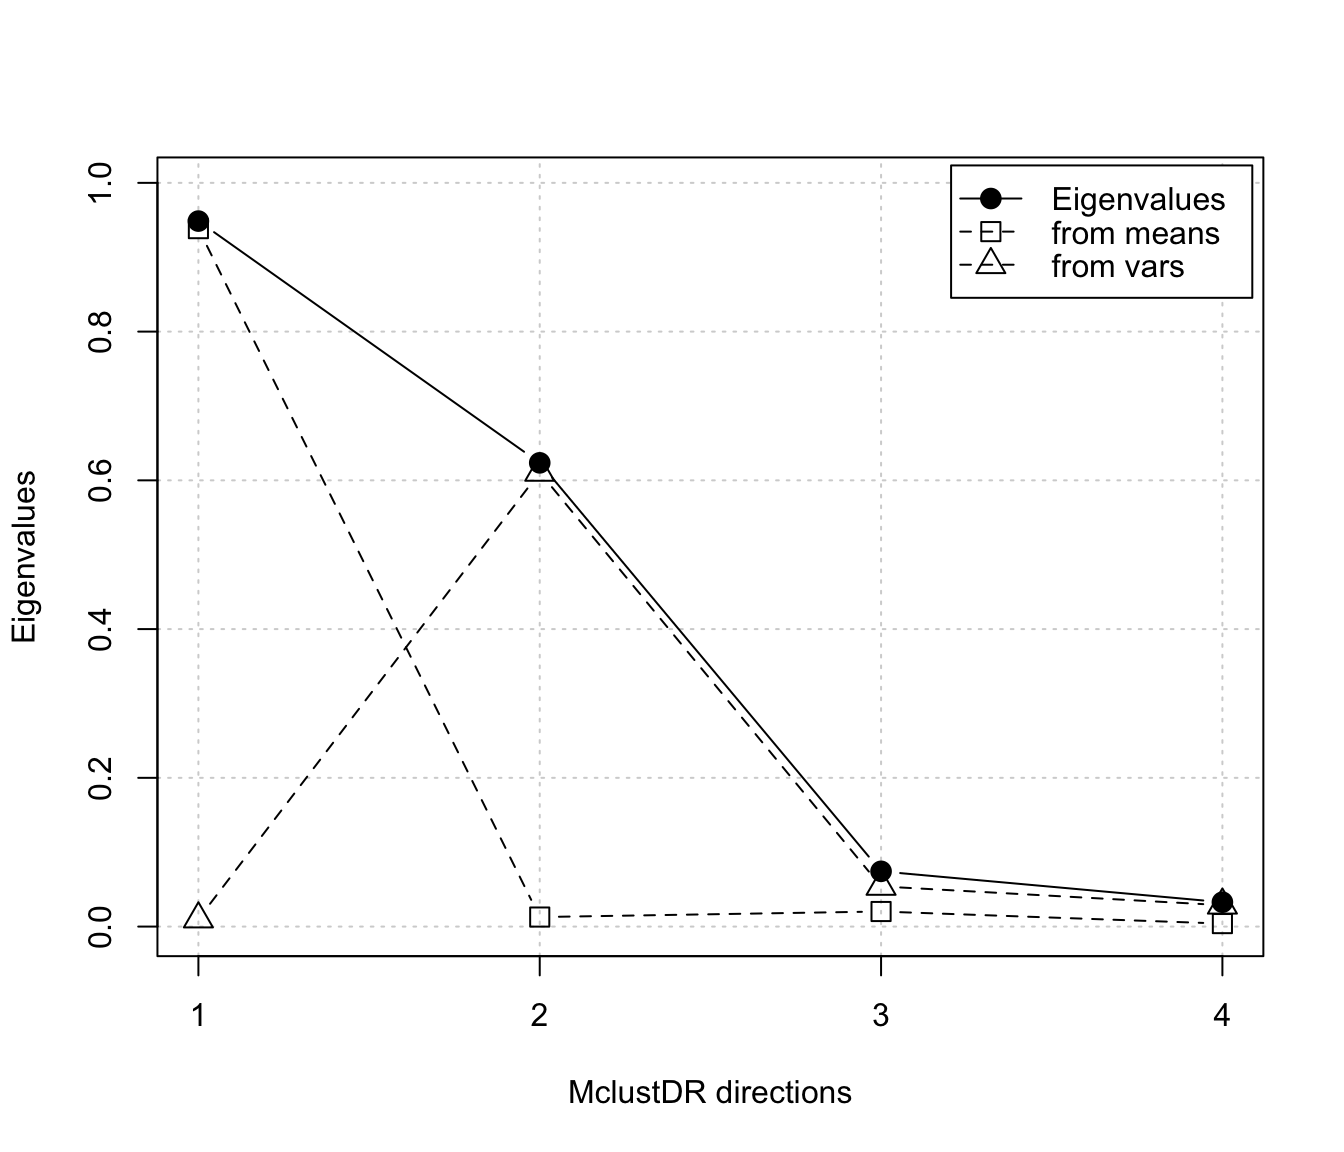 Eigenvalues
from means
from vars
1.0
0.8
0.6
0.4
0.2
0.0
Eigenvalues
1
2
3
4
McclustDR directions